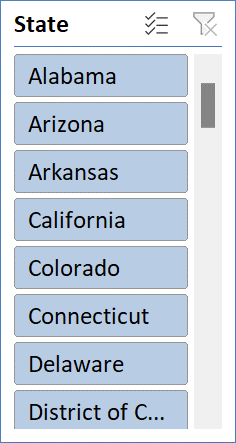 State
Alabama
Arizona
Arkansas
California
Colorado
Connecticut
Delaware
District of C...